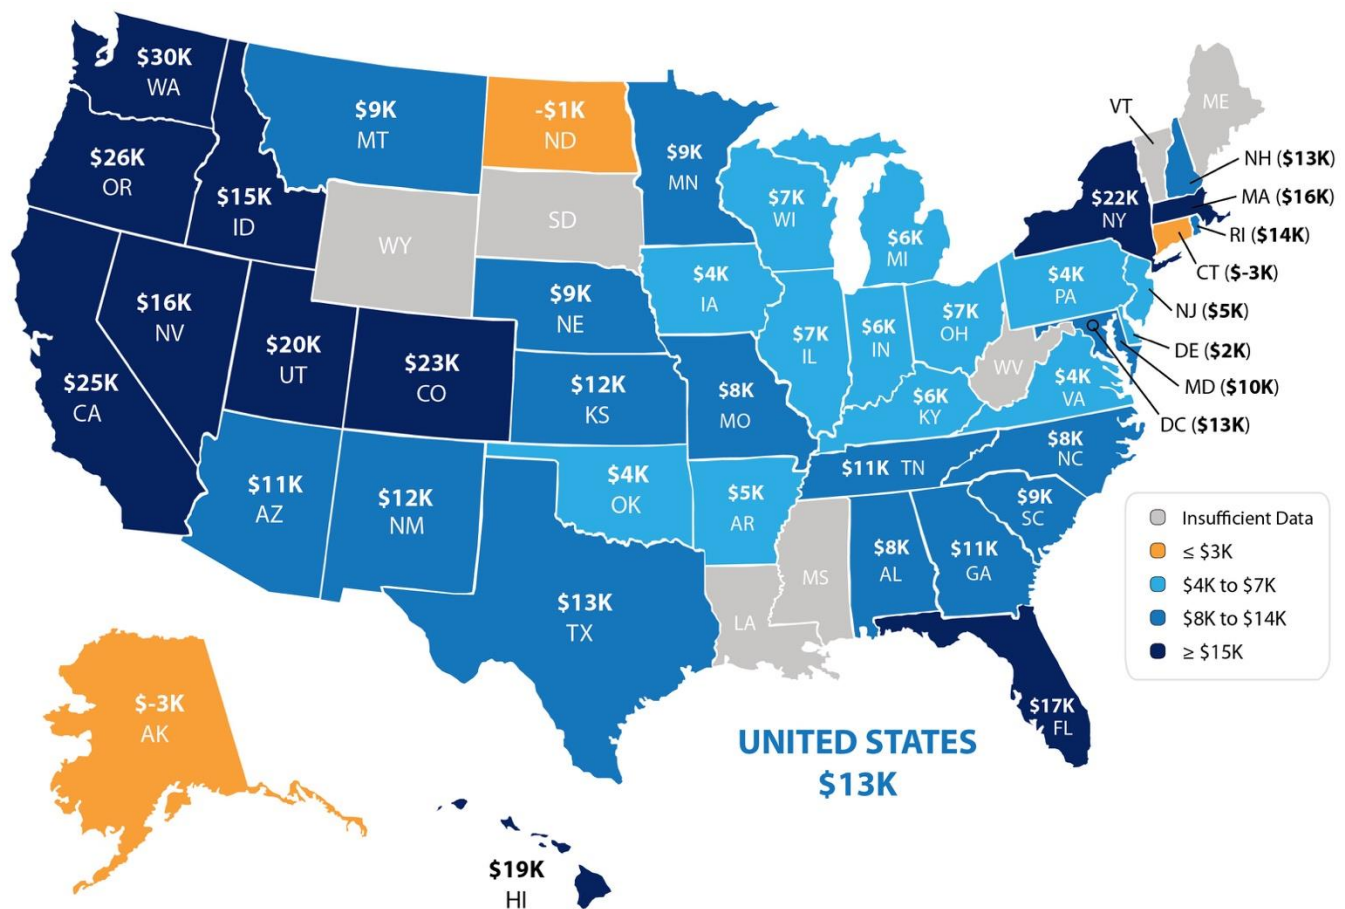 $30K
WA
$26K
OR
$15K
ID
$9K
MT
-$1K
ND
$9K
MN
WY
SD
$7K
WI
$6K
MI
VT
ME
NH ($13K)
MA ($16K)
RI ($14K)
CT ($-3K)
NJ ($5K)
DE ($2K)
MD ($10K)
DC ($13K)
$22K
NY
$4K
PA
$16K
NV
$25K
CA
$20K
UT
$23K
CO
$9K
NE
$4K
IA
$7K
IL
$6K
IN
$7K
OH
WV
$4K
VA
$12K
KS
$8K
MO
$6K
KY
$8K
NC
$11K TN
$9K
SC
$11K
AZ
$12K
NM
$4K
OK
$5K
AR
MS
$8K
AL
$11K
GA
$13K
TX
LA
$17K
FL
Insufficient Data
≤ $3K
$4K to $7K
$8K to $14K
≥ $15K
$-3K
AK
$19K
HI
UNITED STATES
$13K